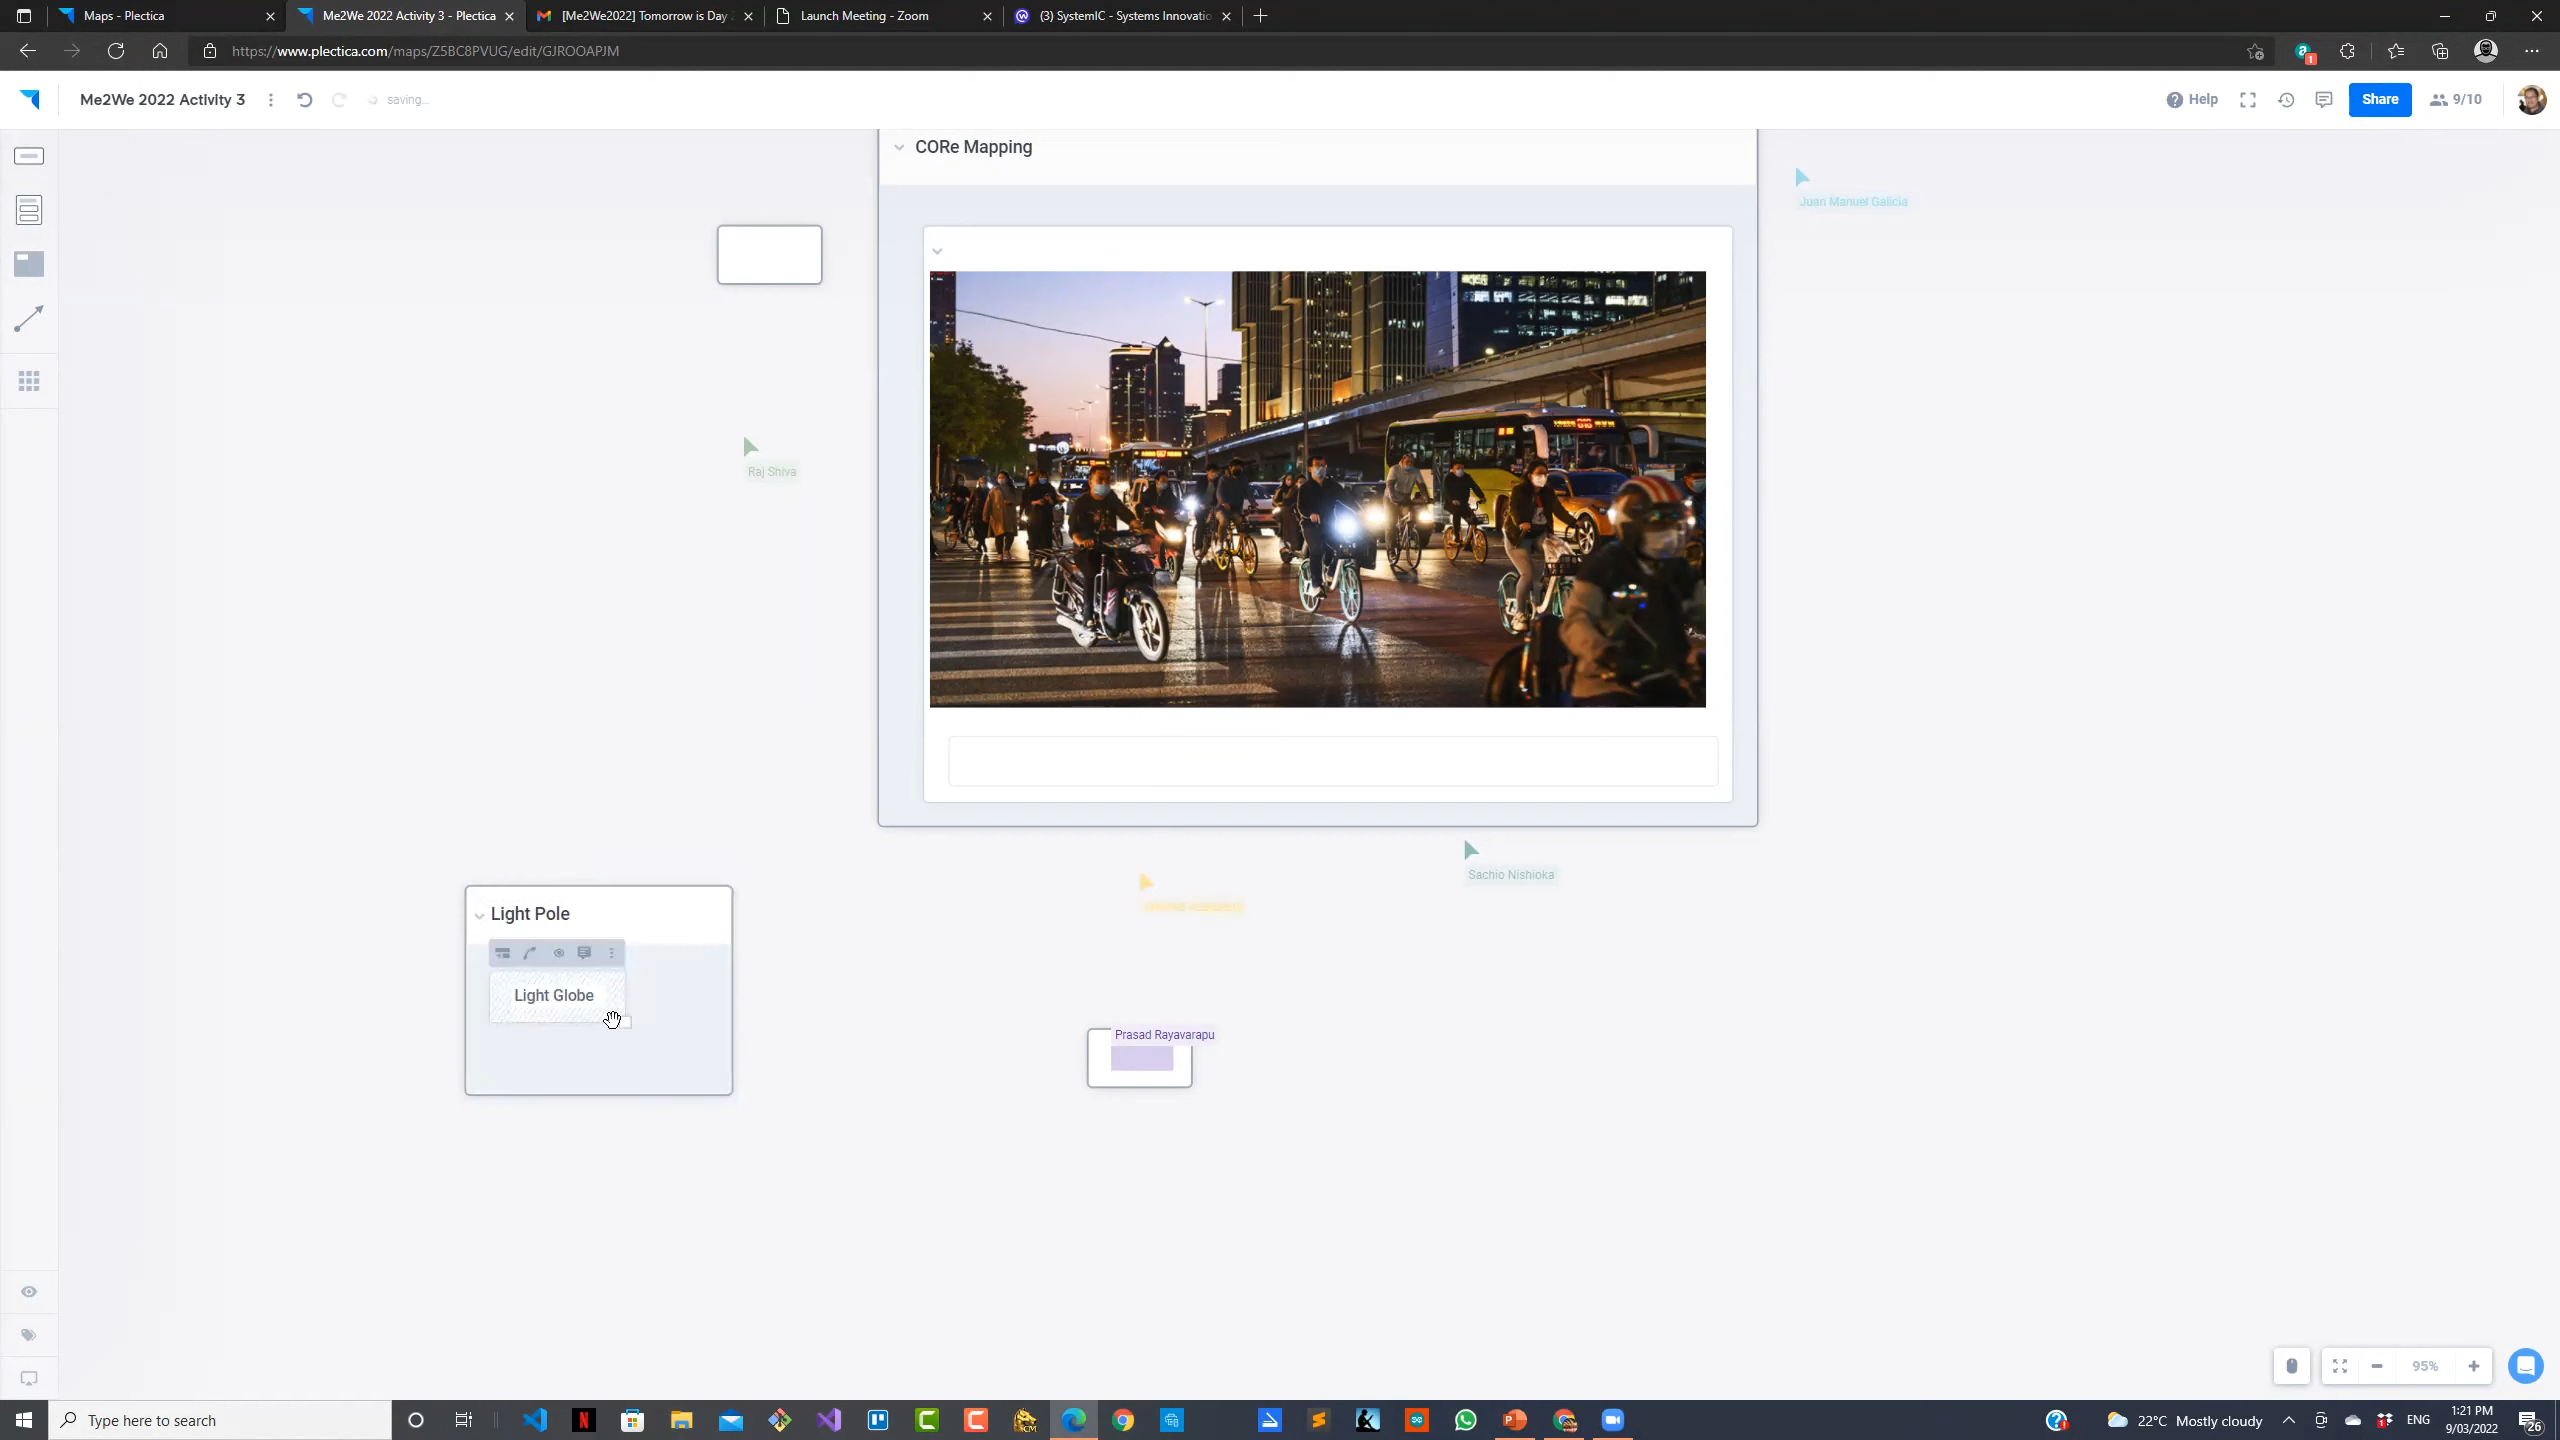 Maps - Plectica
Me2We 2022 Activity 3 - Plectica
[Me2We2022] Tomorrow is Day
Launch Meeting - Zoom
(3) SystemIC - Systems Innovatio
https://www.plectica.com/maps/Z5BC8PVUG/edit/GJROOAPJM
1
Me2We 2022 Activity 3
saving...
Help
Share
9/10
CORe Mapping
Juan Manuel Galicia
Raj Shiva
Sachio Nishioka
Light Pole
Light Globe
Prasad Rayavarapu
95%
Type here to search
22°C Mostly cloudy
ENG
1:21 PM
9/03/2022
26